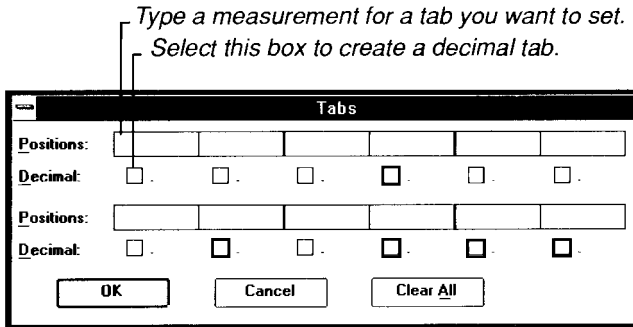 Type a measurement for a tab you want to set.
Select this box to create a decimal tab.
Tabs
Positions:
Decimal:
Positions:
Decimal:
OK Cancel Clear All